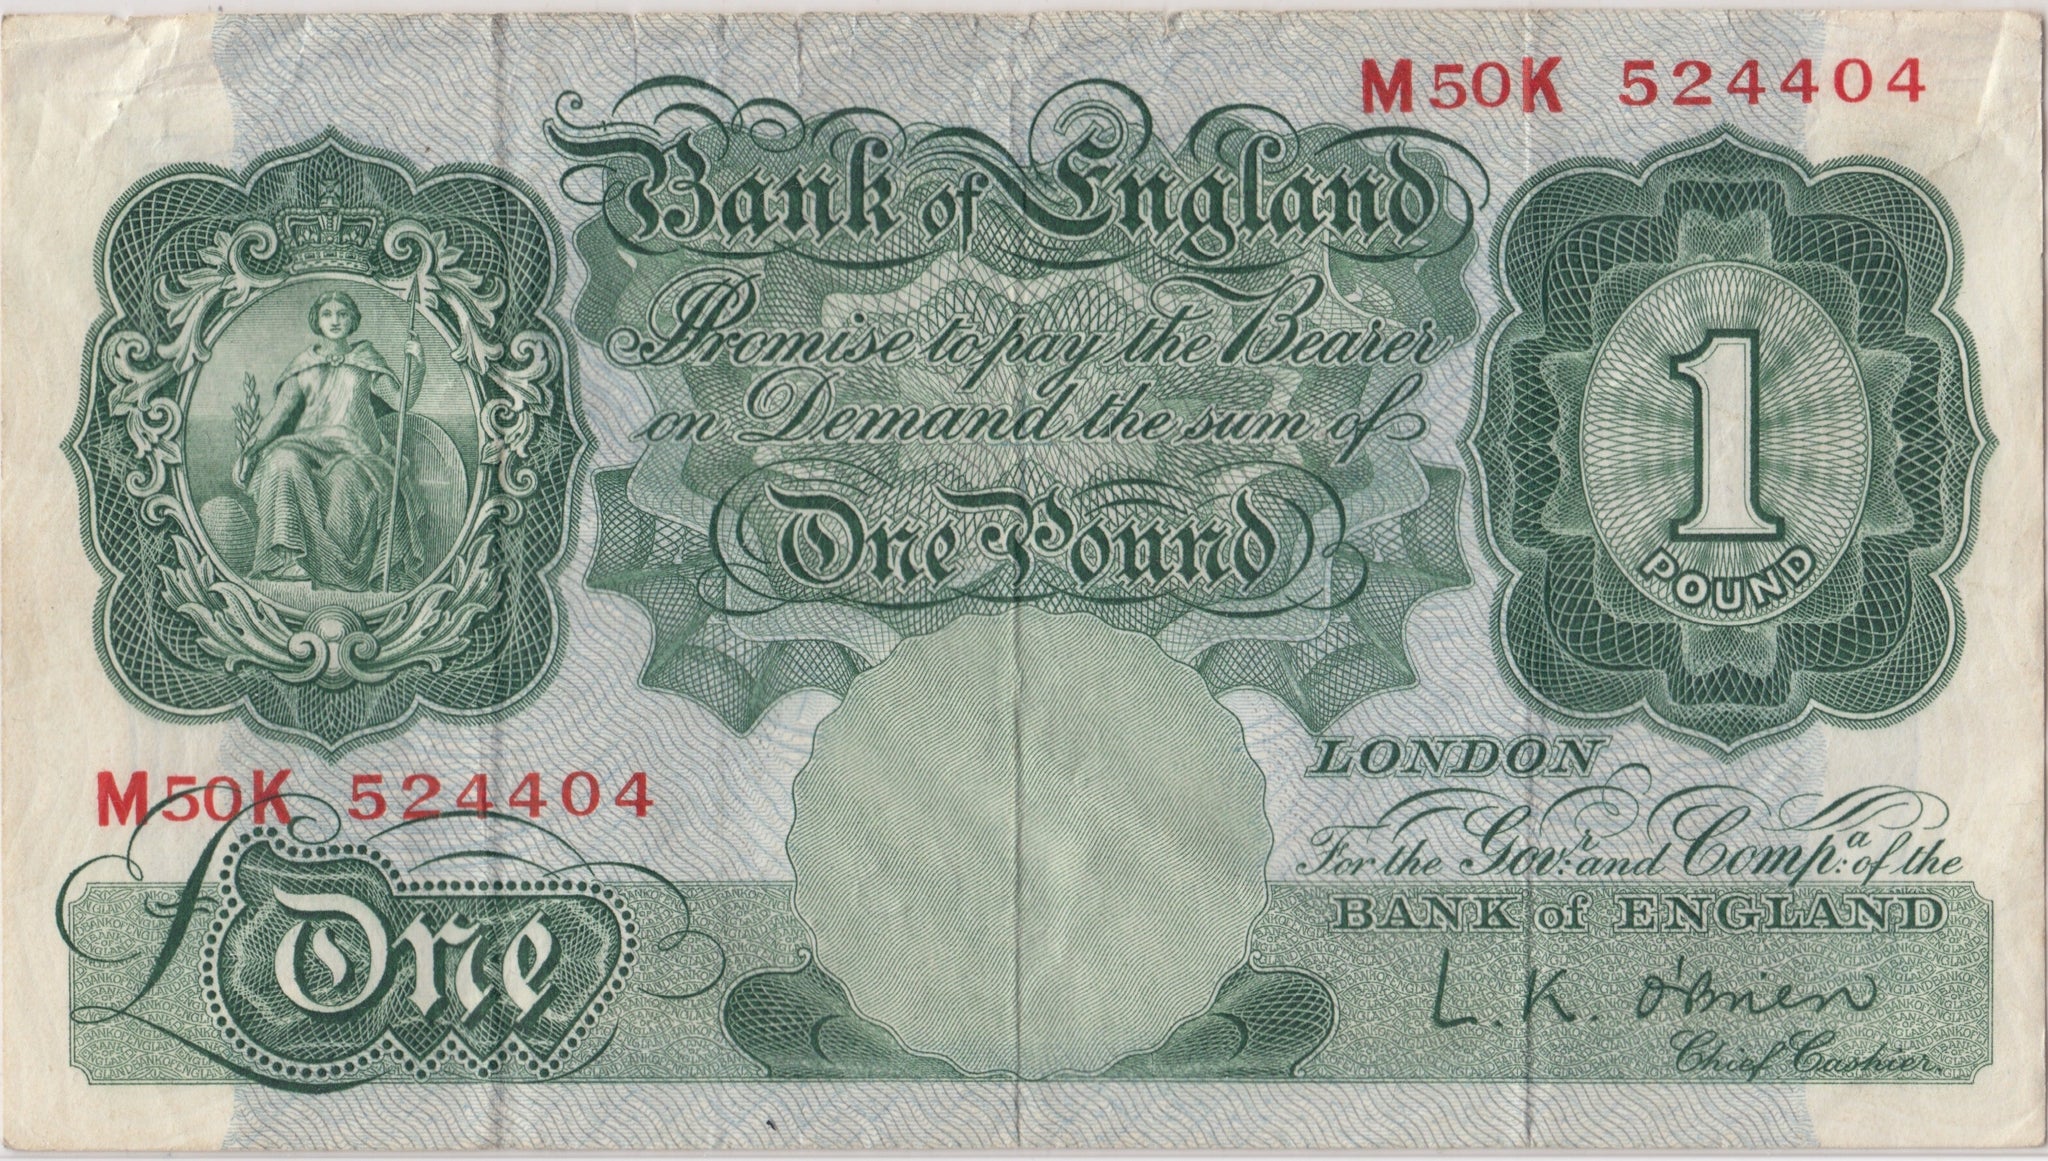 M50K 524404
Bank of England
Promise to pay the Bearer
on Demand the sum of
One Pound
1
POUND
M50K 524404
£One
LONDON
For the Govr. and Compa. of the
BANK of ENGLAND
L.K. O'Brien
Chief Cashier.